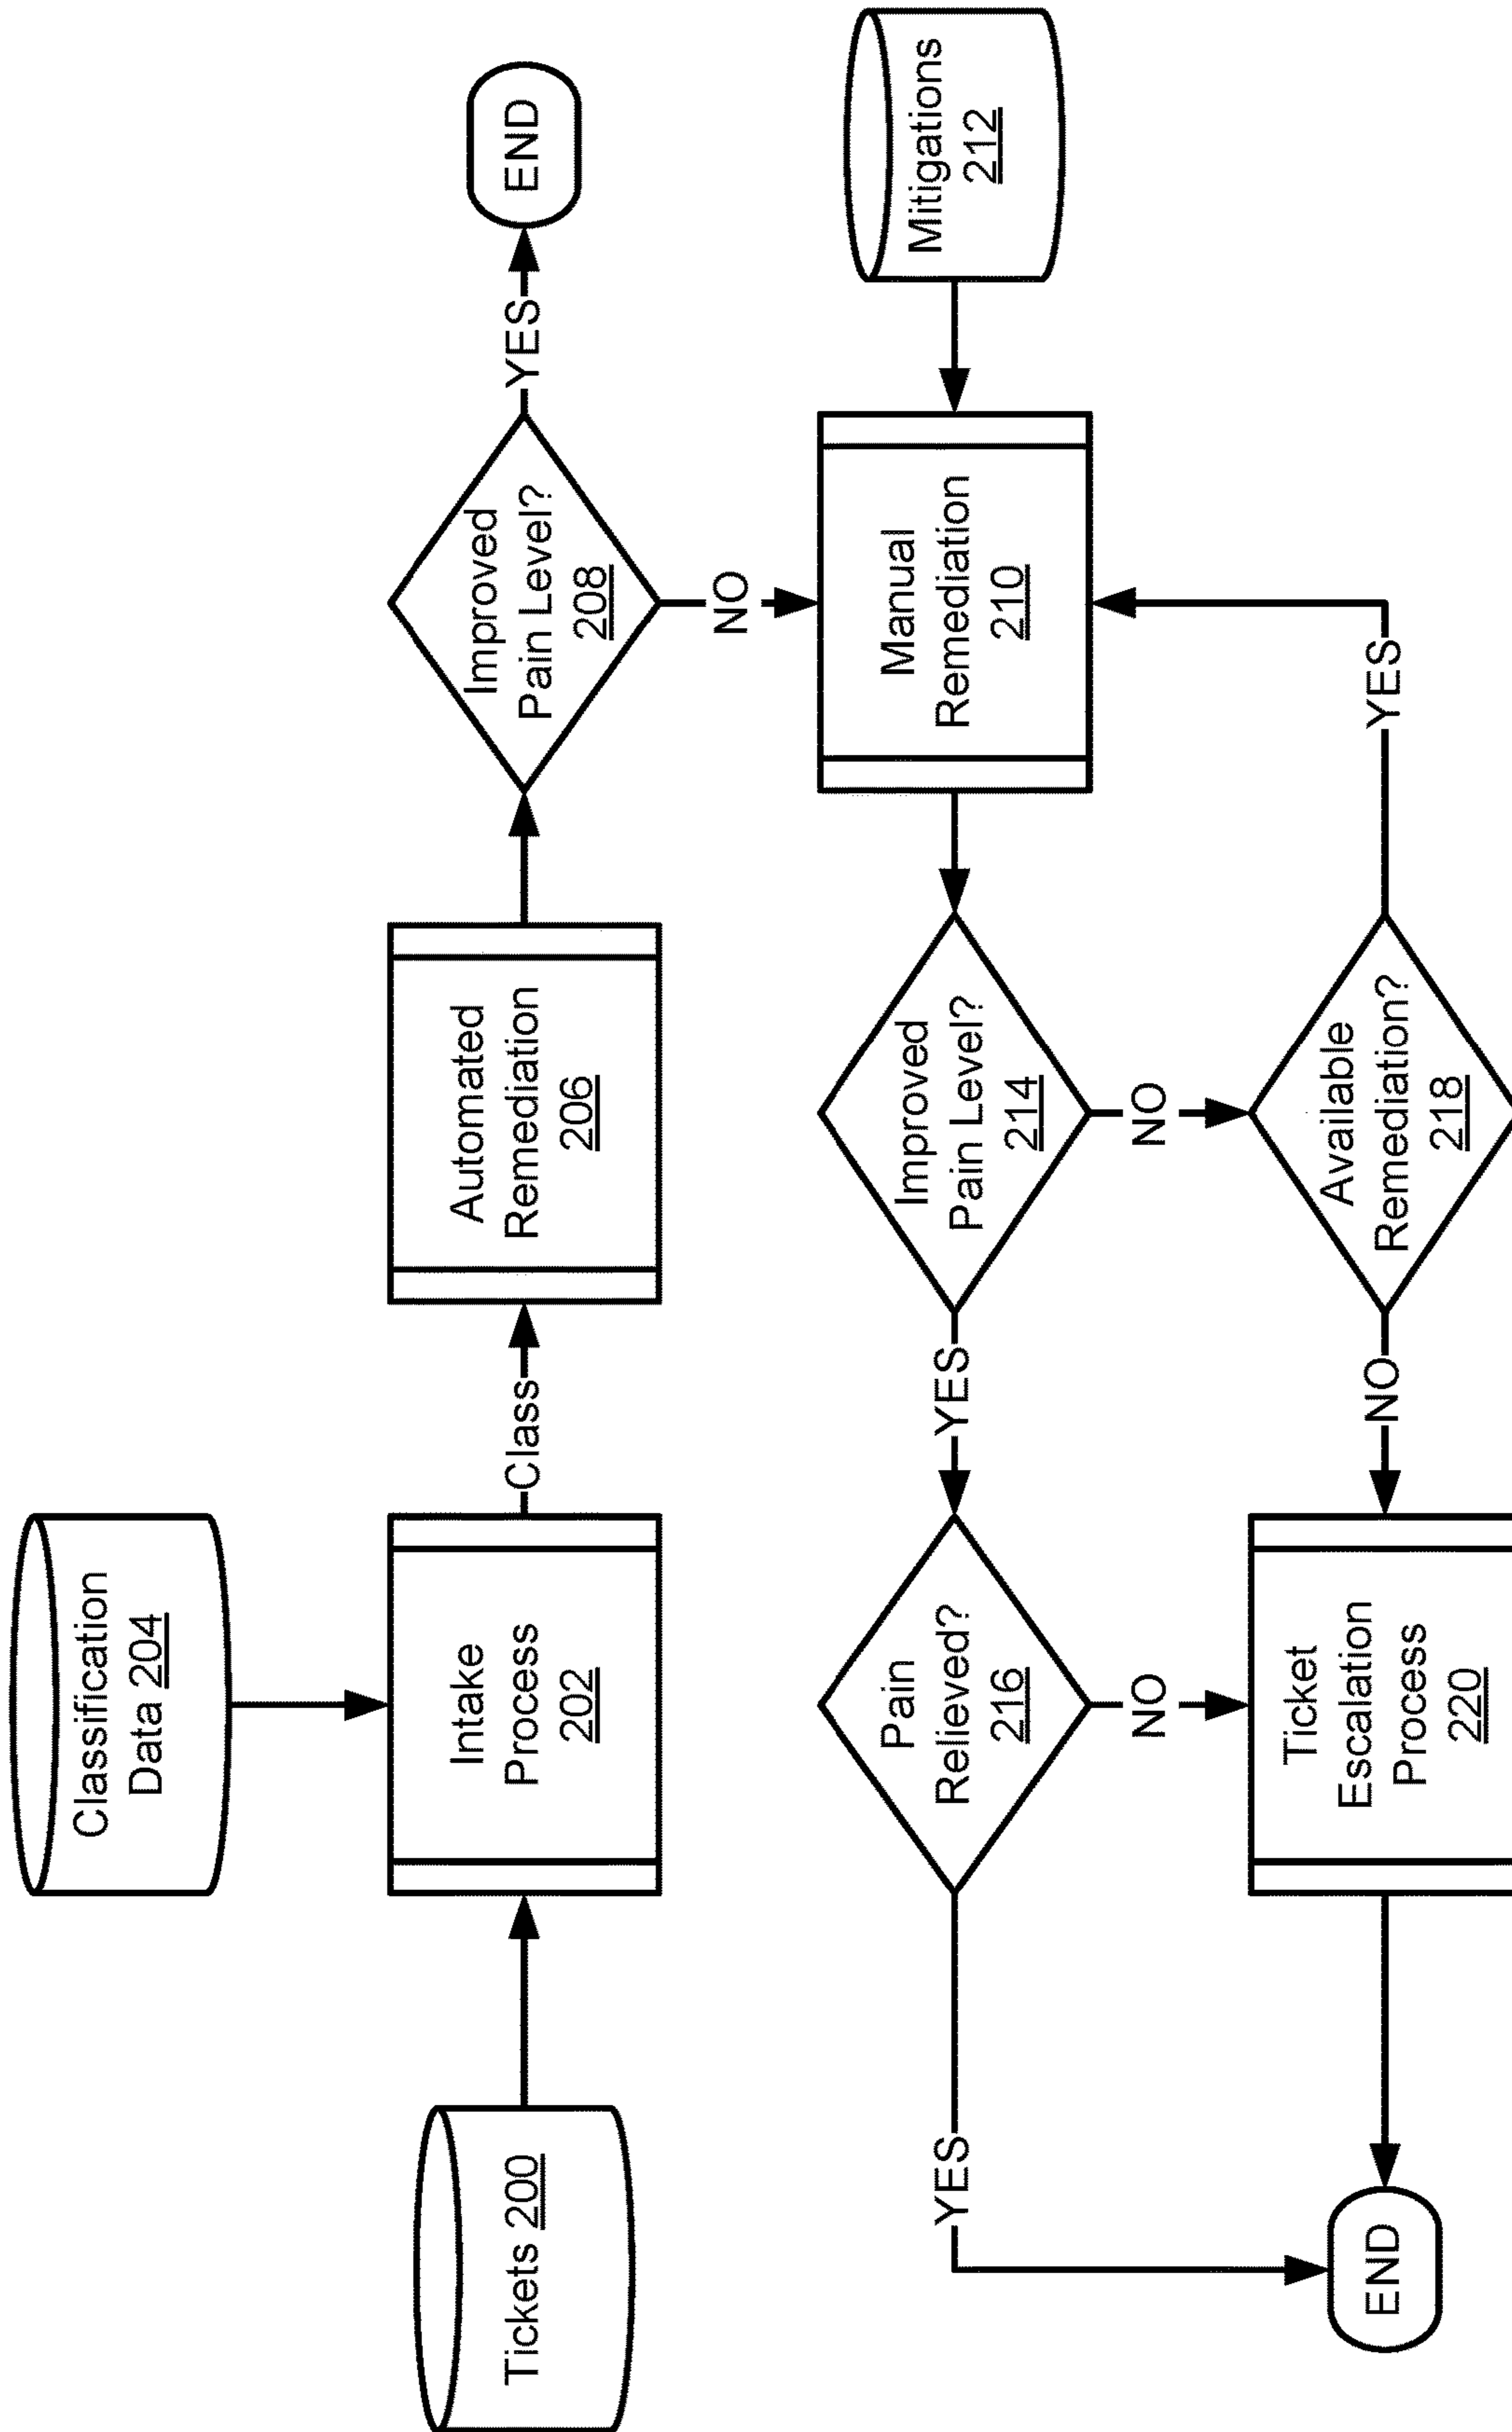 Classification
Data 204
Tickets 200
Intake
Process
202
Class
Automated
Remediation
206
Improved
Pain Level?
208
YES
END
NO
Mitigations
212
Manual
Remediation
210
Improved
Pain Level?
214
YES
Pain
Relieved?
216
YES
NO
NO
Available
Remediation?
218
YES
NO
Ticket
Escalation
Process
220
END